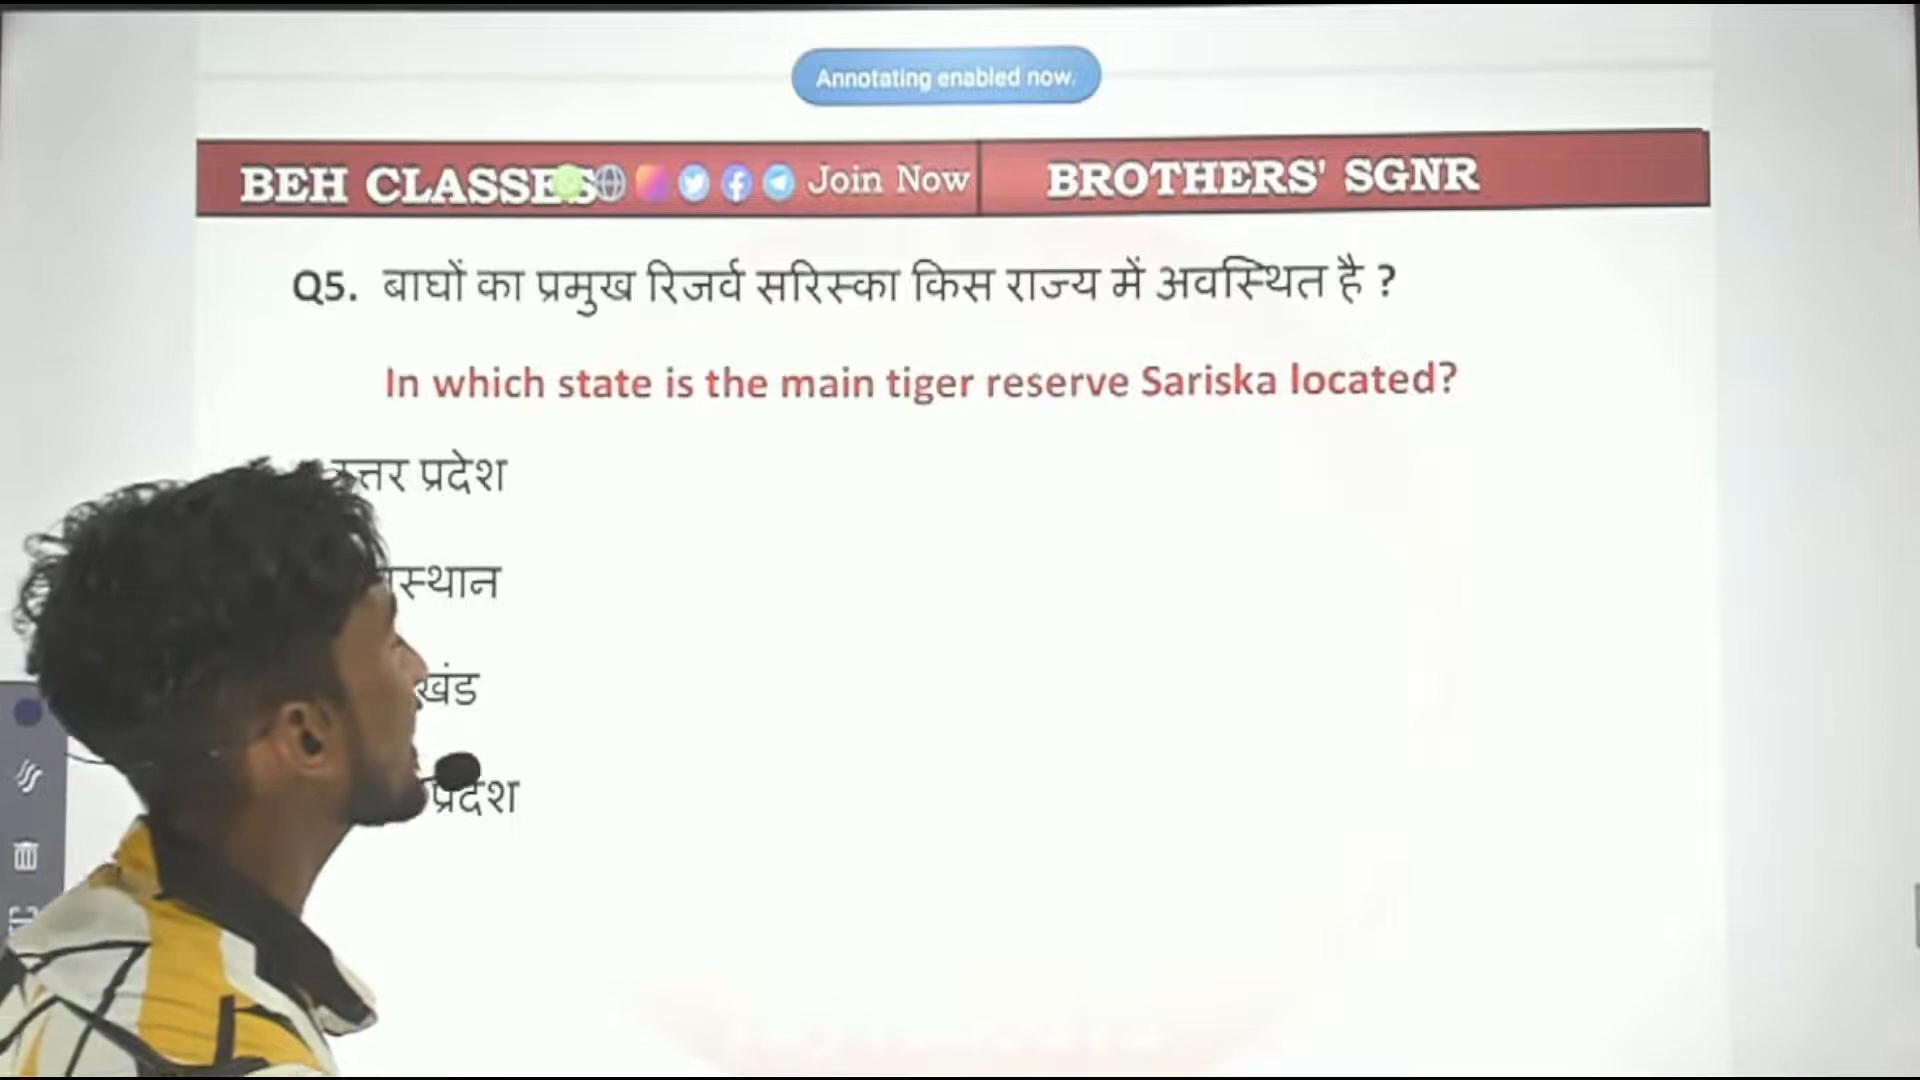 Annotating enabled now.
BEH CLASSES Join Now BROTHERS' SGNR
Q5. बाघों का प्रमुख रिजर्व सरिस्का किस राज्य में अवस्थित है ?
In which state is the main tiger reserve Sariska located?
प्रदेश
प्रदेश